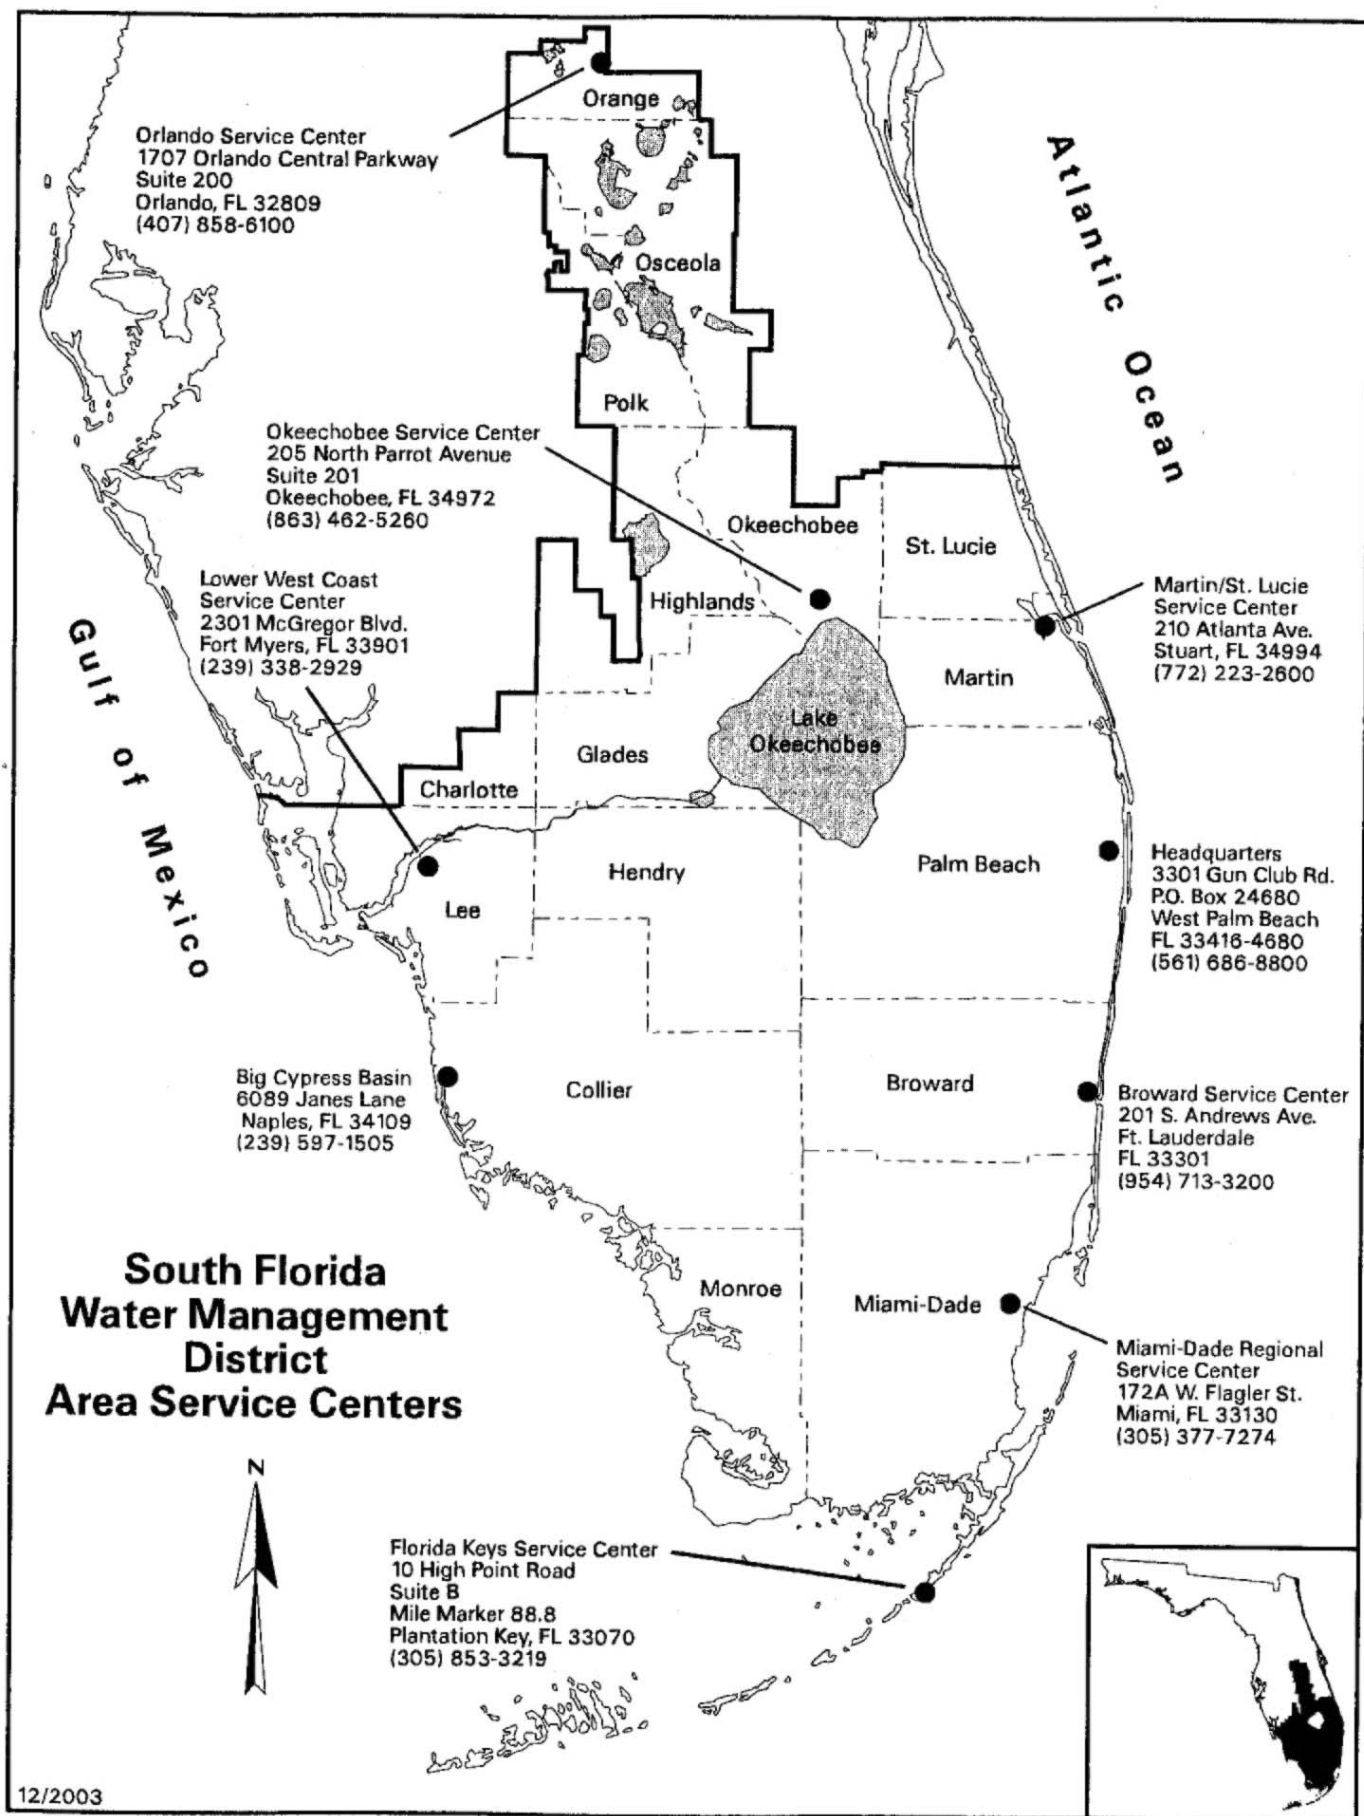 Orange
Orlando Service Center
1707 Orlando Central Parkway
Suite 200
Orlando, FL 32809
(407) 858-6100
Atlantic Ocean
Osceola
Polk
Okeechobee Service Center
205 North Parrot Avenue
Suite 201
Okeechobee, FL 34972
(863) 462-5260
Okeechobee
St. Lucie
Lower West Coast
Service Center
2301 McGregor Blvd.
Fort Myers, FL 33901
(239) 338-2929
Highlands
Martin/St. Lucie
Service Center
210 Atlanta Ave.
Stuart, FL 34994
(772) 223-2600
Gulf of Mexico
Martin
Lake
Okeechobee
Glades
Charlotte
Hendry
Palm Beach
Headquarters
3301 Gun Club Rd.
P.O. Box 24680
West Palm Beach
FL 33416-4680
(561) 686-8800
Lee
Big Cypress Basin
6089 Janes Lane
Naples, FL 34109
(239) 597-1505
Collier
Broward
Broward Service Center
201 S. Andrews Ave.
Ft. Lauderdale
FL 33301
(954) 713-3200
South Florida
Water Management
District
Area Service Centers
Monroe
Miami-Dade
Miami-Dade Regional
Service Center
172A W. Flagler St.
Miami, FL 33130
(305) 377-7274
N
Florida Keys Service Center
10 High Point Road
Suite B
Mile Marker 88.8
Plantation Key, FL 33070
(305) 853-3219
12/2003